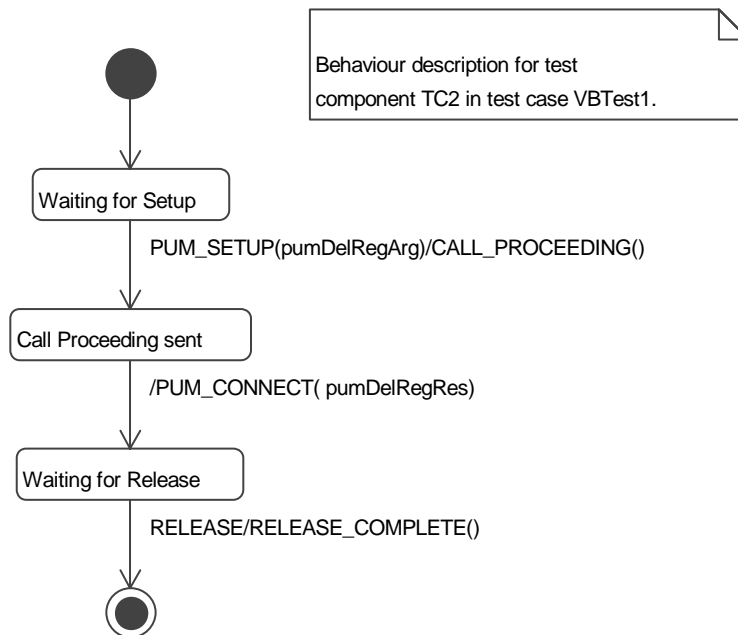 Behaviour description for test
component TC2 in test case VBTest1.
Waiting for Setup
PUM_SETUP(pumDelRegArg)/CALL_PROCEEDING()
Call Proceeding sent
/PUM_CONNECT( pumDelRegRes)
Waiting for Release
RELEASE/RELEASE_COMPLETE()